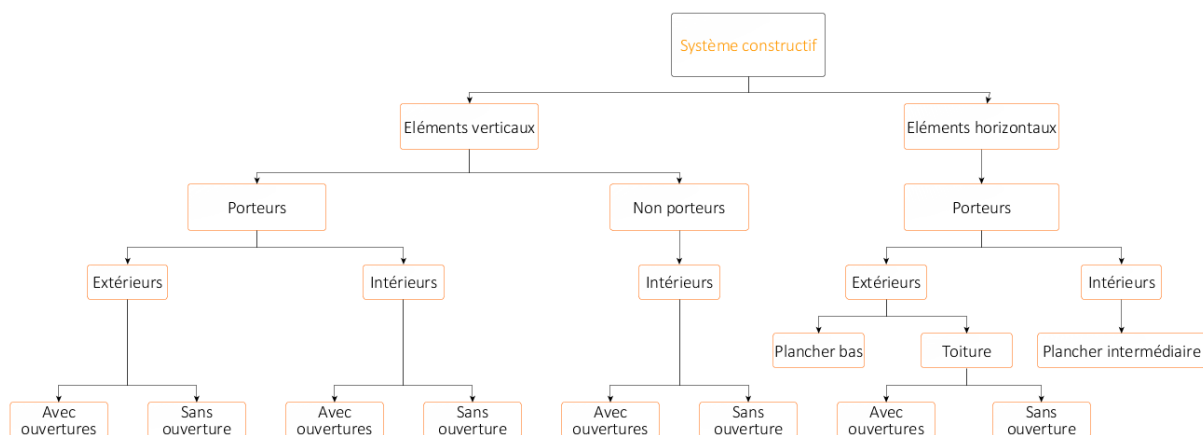 Système constructif
Eléments verticaux
Eléments horizontaux
Porteurs
Non porteurs
Porteurs
Extérieurs
Intérieurs
Intérieurs
Extérieurs
Intérieurs
Plancher bas
Toiture
Plancher intermédiaire
Avec
ouvertures
Sans
ouverture
Avec
ouvertures
Sans
ouverture
Avec
ouvertures
Sans
ouverture
Avec
ouvertures
Sans
ouverture